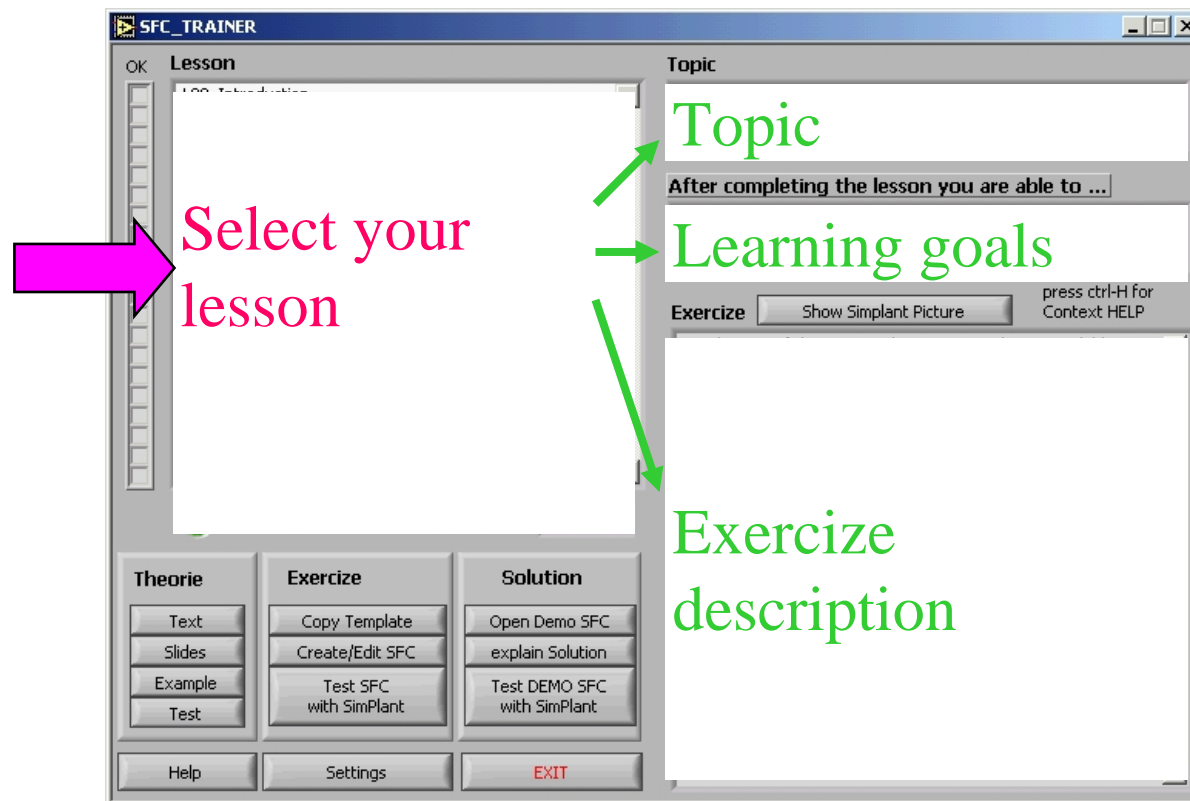 SFC_TRAINER
OK
Lesson
Topic
Topic
After completing the lesson you are able to ...
Select your
lesson
Learning goals
Exercize
Show Simplant Picture
press ctrl-H for
Context HELP
Exercize
description
Theorie
Text
Slides
Example
Test
Exercize
Copy Template
Create/Edit SFC
Test SFC
with SimPlant
Solution
Open Demo SFC
explain Solution
Test DEMO SFC
with SimPlant
Help
Settings
EXIT